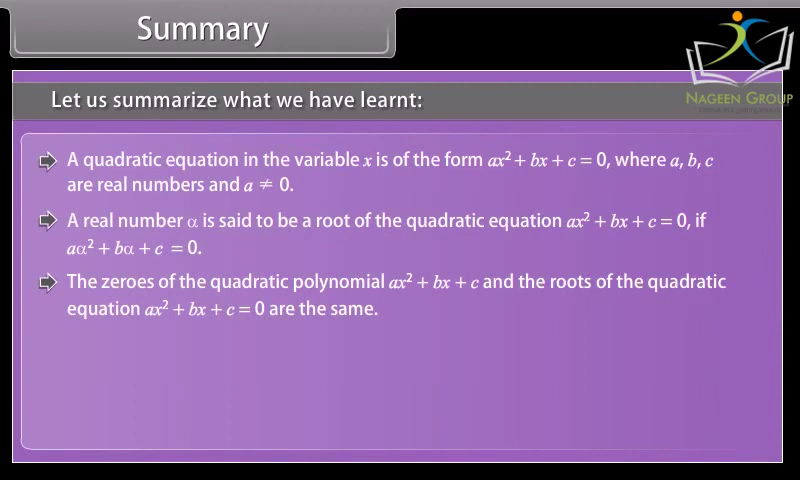 Summary
NAGEEN GROUP
Let us summarize what we have learnt:
A quadratic equation in the variable x is of the form ax² + bx + c = 0, where a, b, c
are real numbers and a ≠ 0.
A real number α is said to be a root of the quadratic equation ax² + bx + c = 0, if
aα² + bα + c = 0.
The zeroes of the quadratic polynomial ax² + bx + c and the roots of the quadratic
equation ax² + bx + c = 0 are the same.